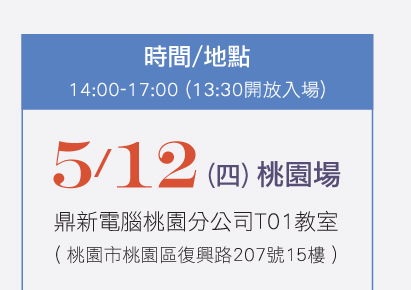 時間/地點
14:00-17:00 (13:30開放入場)
5/12 (四) 桃園場
鼎新電腦桃園分公司T01教室
( 桃園市桃園區復興路207號15樓 )